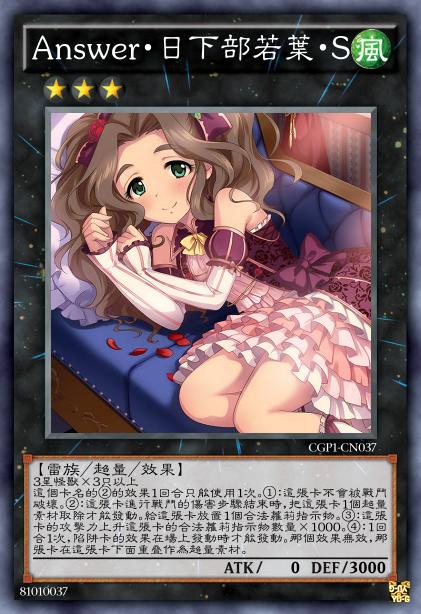 Answer・日下部若葉・S
風
CGP1-CN037
【雷族／超量／效果】
3星怪獸×3只以上
這個卡名的②的效果1回合只能使用1次。①：這張卡不會被戰鬥
破壞。②：這張卡進行戰鬥的傷害步驟結束時，把這張卡1個超量
素材取除才能發動。給這張卡放置1個合法蘿莉指示物。③：這張
卡的攻擊力上升這張卡的合法蘿莉指示物數量×1000。④：1回
合1次，陷阱卡的效果在場上發動時才能發動。那個效果無效，那
張卡在這張卡下面重疊作為超量素材。
ATK/ 0 DEF/3000
81010037